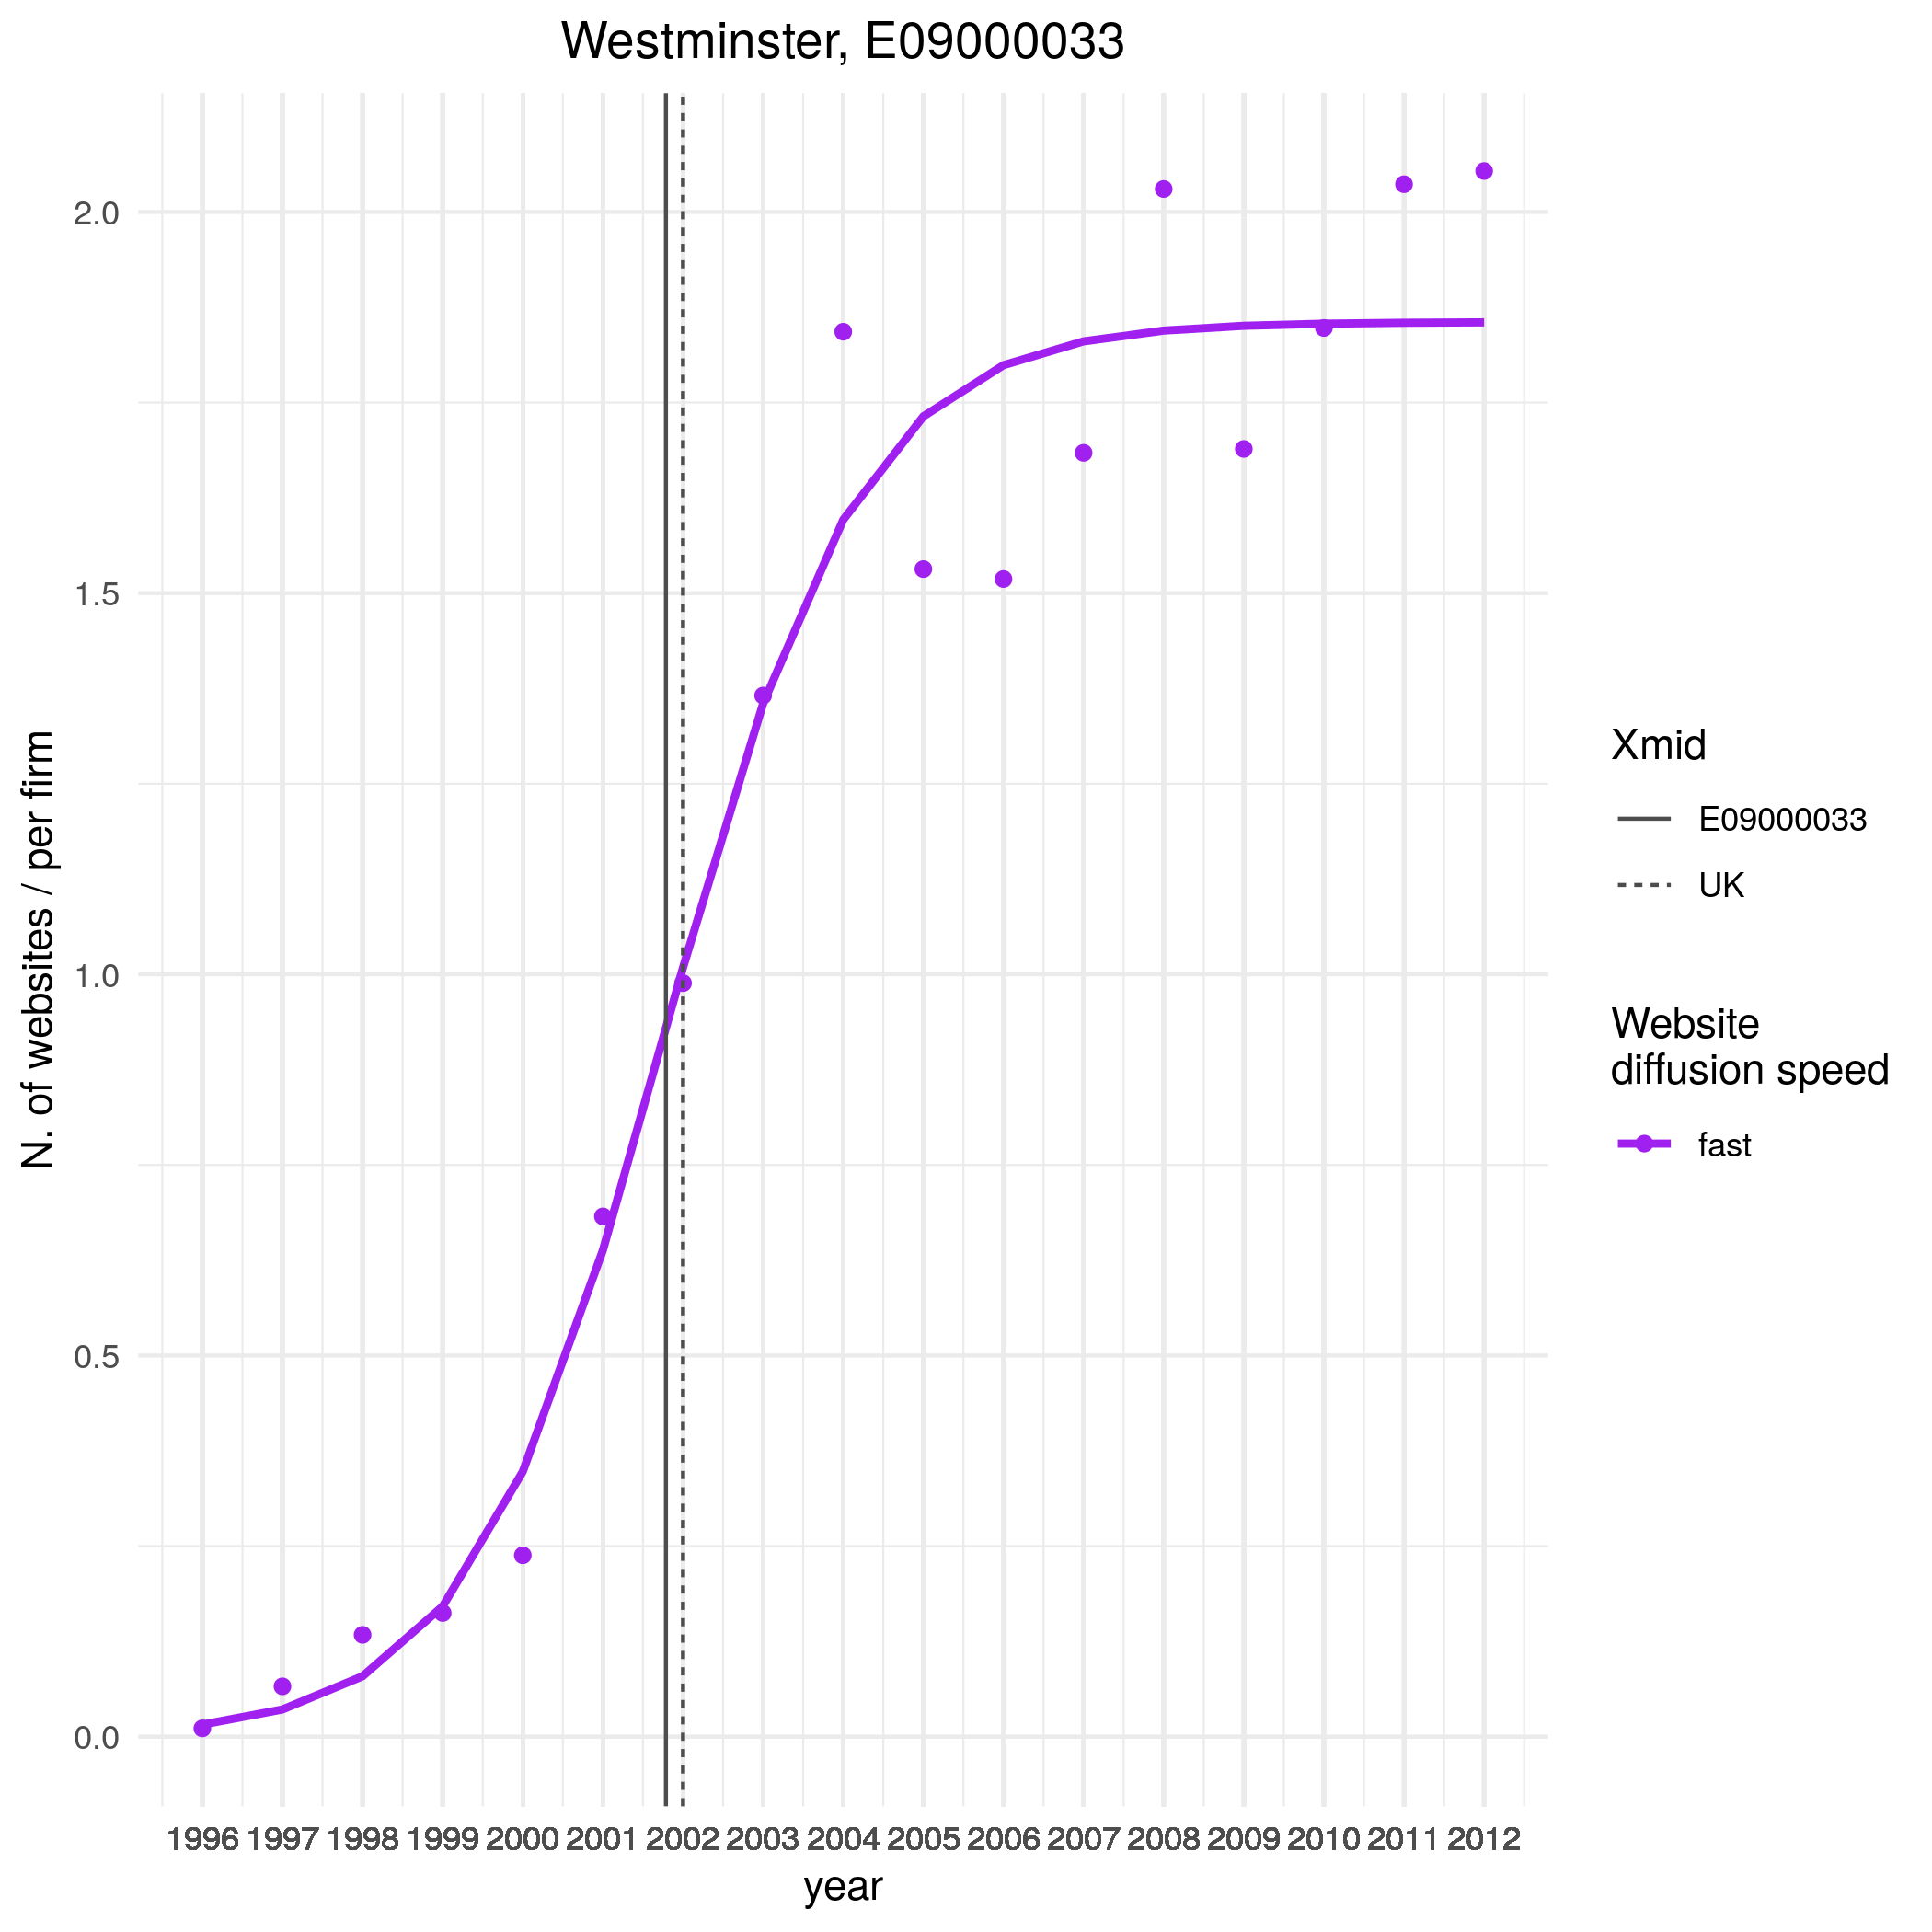 Westminster, E09000033
N. of websites / per firm
2.0
1.5
1.0
0.5
0.0
1996 1997 1998 1999 2000 2001 2002 2003 2004 2005 2006 2007 2008 2009 2010 2011 2012
year
Xmid
E09000033
UK
Website
diffusion speed
fast